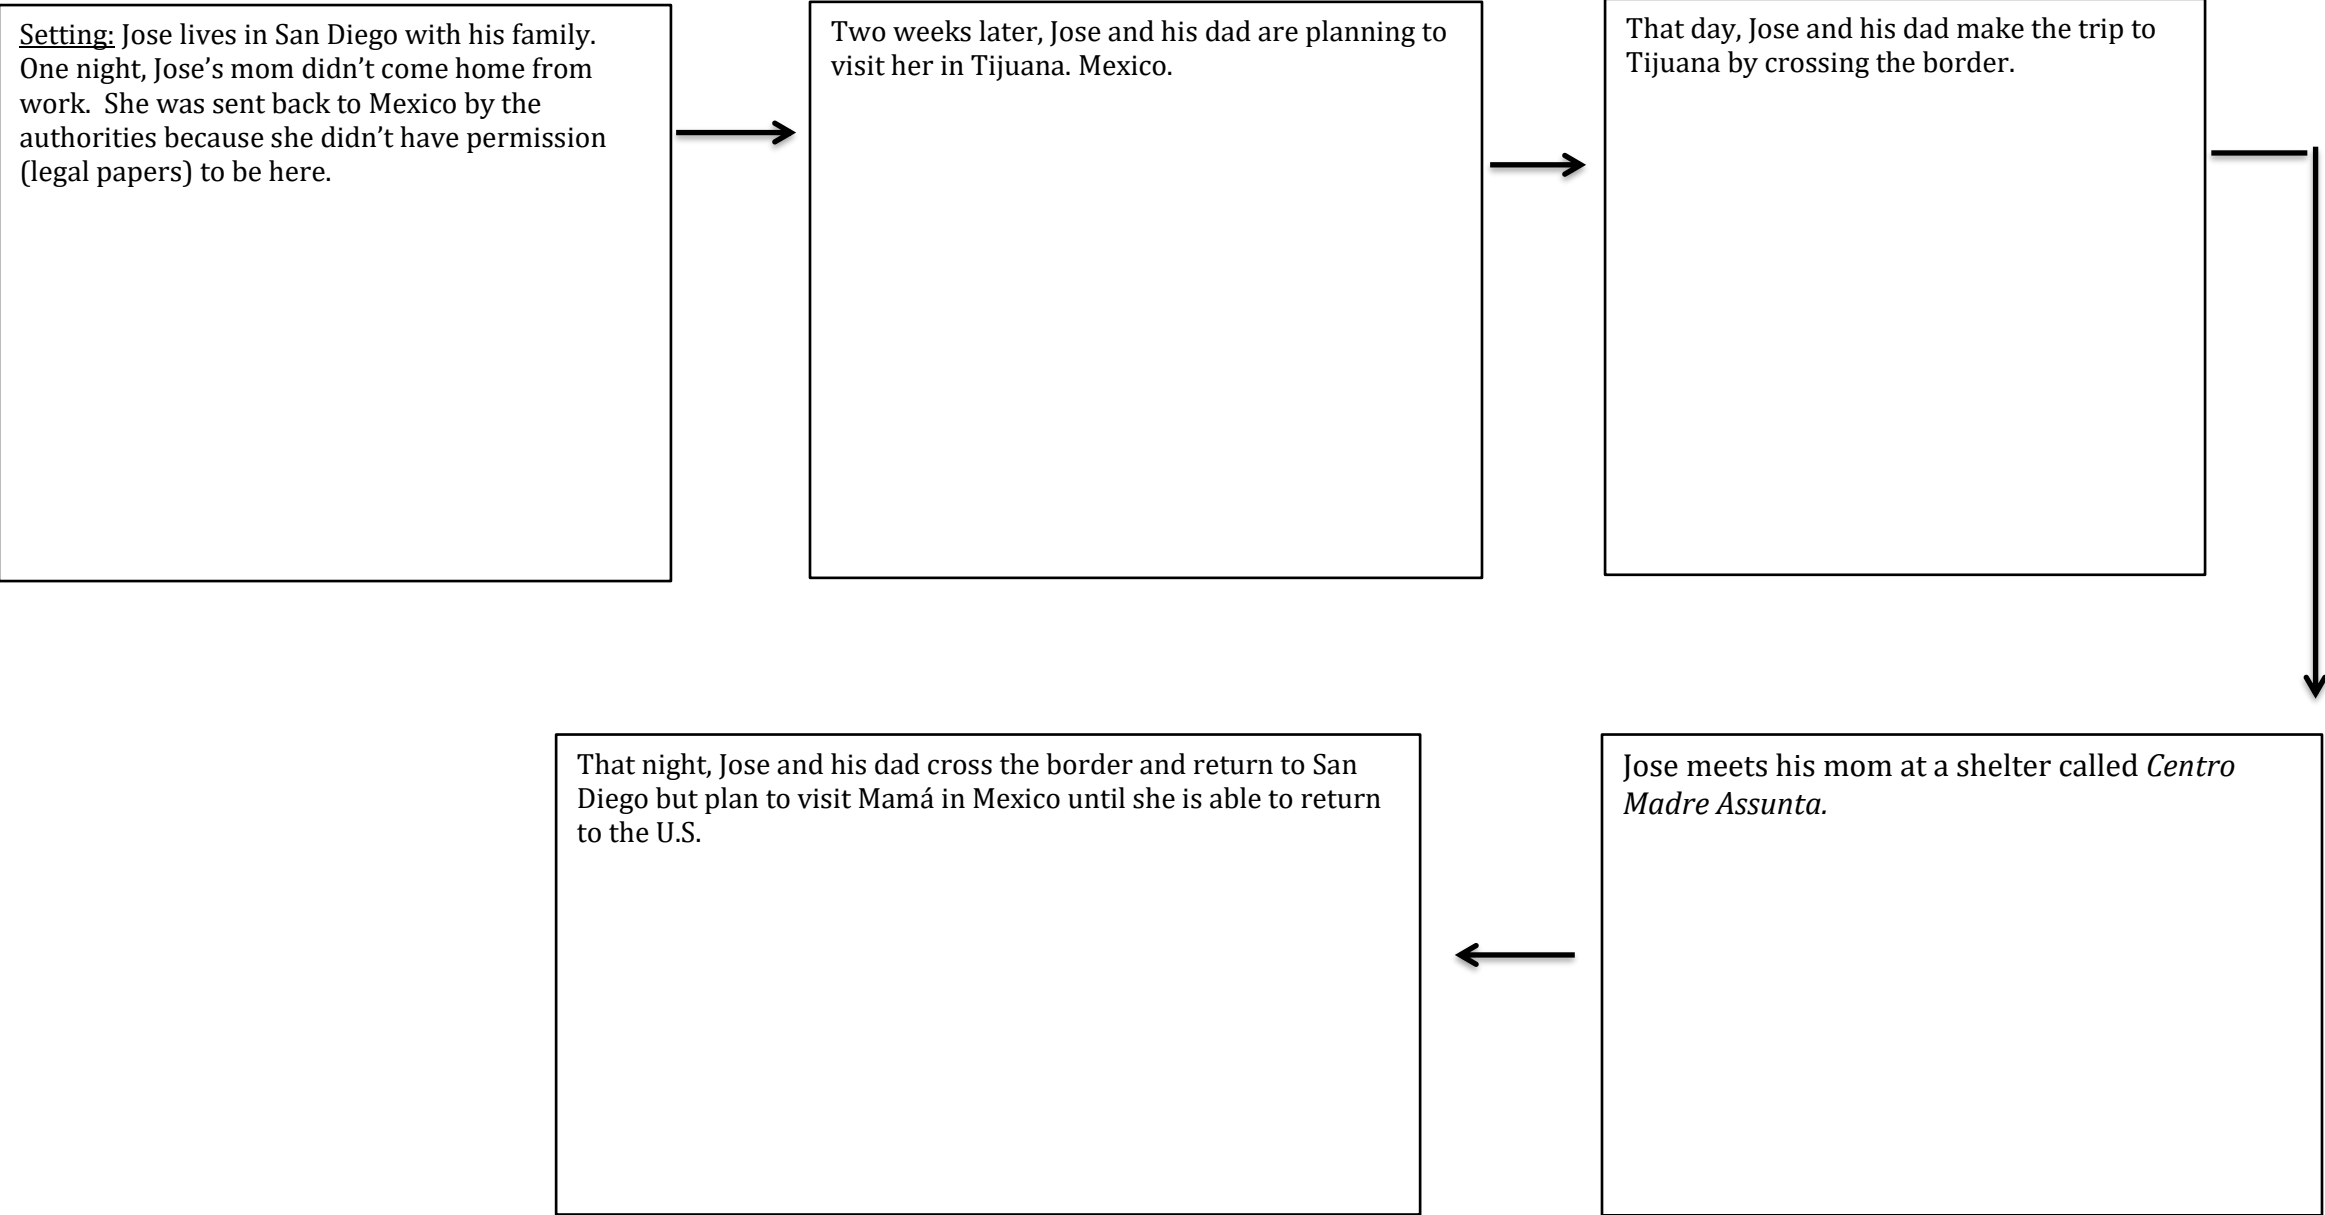 Setting: Jose lives in San Diego with his family.
One night, Jose’s mom didn’t come home from
work.  She was sent back to Mexico by the
authorities because she didn’t have permission
(legal papers) to be here.
Two weeks later, Jose and his dad are planning to
visit her in Tijuana. Mexico.
That day, Jose and his dad make the trip to
Tijuana by crossing the border.
Jose meets his mom at a shelter called Centro
Madre Assunta.
That night, Jose and his dad cross the border and return to San
Diego but plan to visit Mamá in Mexico until she is able to return
to the U.S.